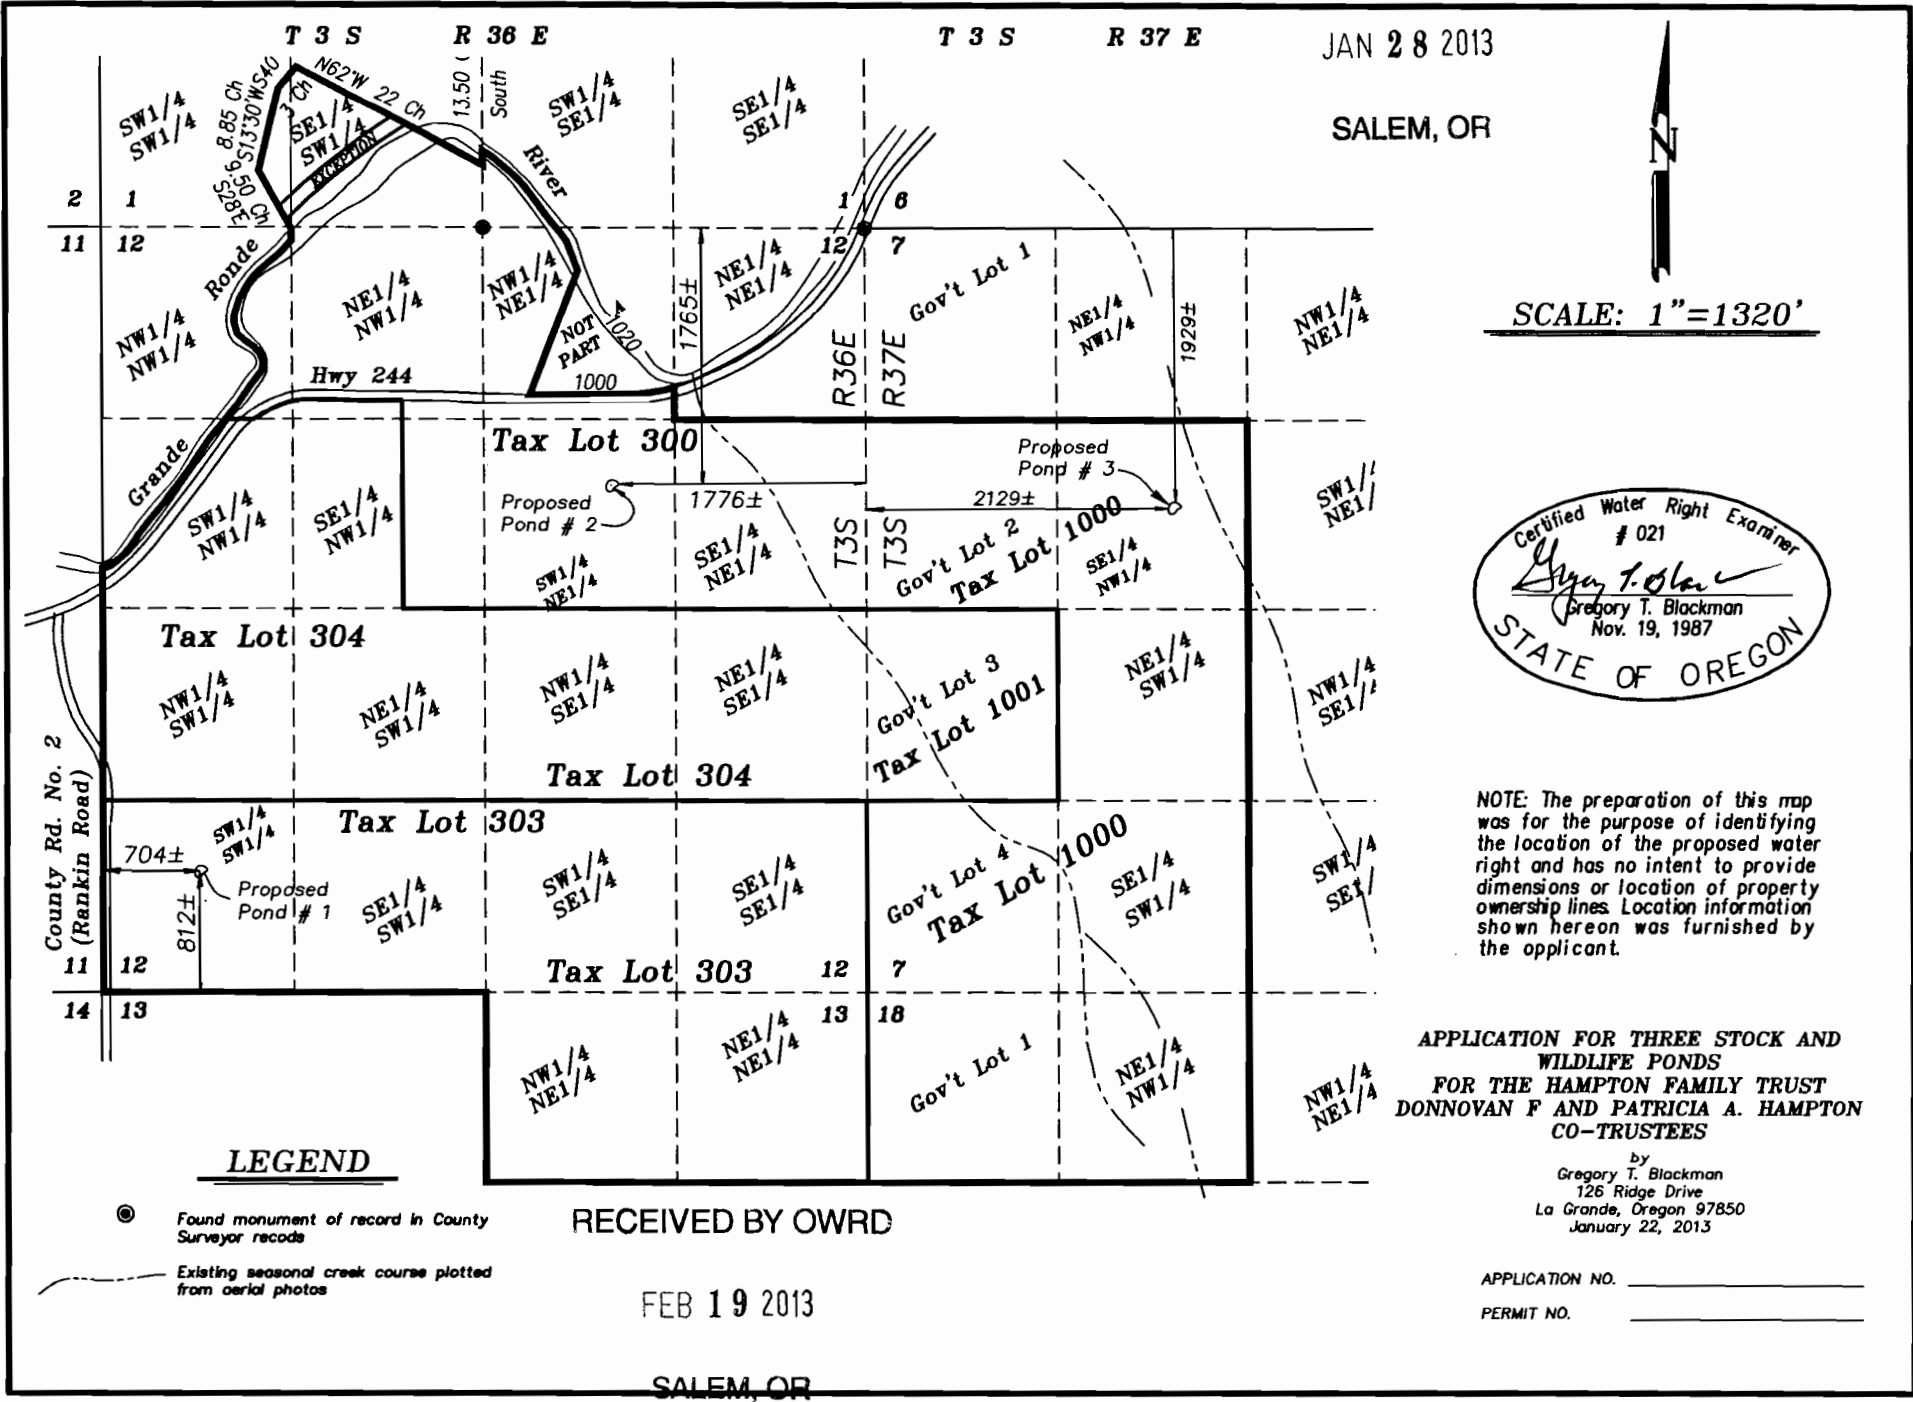 T 3 S R 36 E
T 3 S R 37 E
JAN 28 2013
SALEM, OR
N
SCALE: 1"=1320'
N62°W 22 Ch
3 Ch
8.85 Ch
S13°30'W
S40
6.50 Ch
S28°E
13.50
South
SW1/4
SW1/4
SE1/4
SW1/4
EXCEPTION
SW1/4
SE1/4
SE1/4
SE1/4
River
2 1
11 12
1 6
12 7
Ronde
Grande
NW1/4
NW1/4
NE1/4
NW1/4
NW1/4
NE1/4
NOT A
PART
1020
1000
1765±
NE1/4
NE1/4
R36E
R37E
Gov't Lot 1
NE1/4
NW1/4
1929±
NW1/4
NE1/4
Hwy 244
Tax Lot 300
Proposed
Pond # 3
Proposed
Pond # 2
1776±
2129±
SW1/4
NW1/4
SE1/4
NW1/4
SW1/4
NE1/4
SE1/4
NE1/4
T3S
T3S
Gov't Lot 2
Tax Lot 1000
SE1/4
NW1/4
SW1/
NE1/
Certified Water Right Examiner
# 021
Gregory T. Blackman
Nov. 19, 1987
STATE OF OREGON
Tax Lot 304
NW1/4
SW1/4
NE1/4
SW1/4
NW1/4
SE1/4
NE1/4
SE1/4
Gov't Lot 3
Tax Lot 1001
NE1/4
SW1/4
NW1/4
SE1/4
Tax Lot 304
County Rd. No. 2
(Rankin Road)
Tax Lot 303
SW1/4
SW1/4
704±
812±
Proposed
Pond # 1
SE1/4
SW1/4
SW1/4
SE1/4
SE1/4
SE1/4
Gov't Lot 4
Tax Lot 1000
SE1/4
SW1/4
SW1/4
SE1/
Tax Lot 303
11 12
14 13
12 7
13 18
NW1/4
NE1/4
NE1/4
NE1/4
Gov't Lot 1
NE1/4
NW1/4
NW1/4
NE1/4
NOTE: The preparation of this map
was for the purpose of identifying
the location of the proposed water
right and has no intent to provide
dimensions or location of property
ownership lines. Location information
shown hereon was furnished by
the applicant.
APPLICATION FOR THREE STOCK AND
WILDLIFE PONDS
FOR THE HAMPTON FAMILY TRUST
DONNOVAN F AND PATRICIA A. HAMPTON
CO-TRUSTEES
by
Gregory T. Blackman
126 Ridge Drive
La Grande, Oregon 97850
January 22, 2013
APPLICATION NO.
PERMIT NO.
LEGEND
Found monument of record in County
Surveyor recods
Existing seasonal creek course plotted
from aerial photos
RECEIVED BY OWRD
FEB 19 2013
SALEM, OR